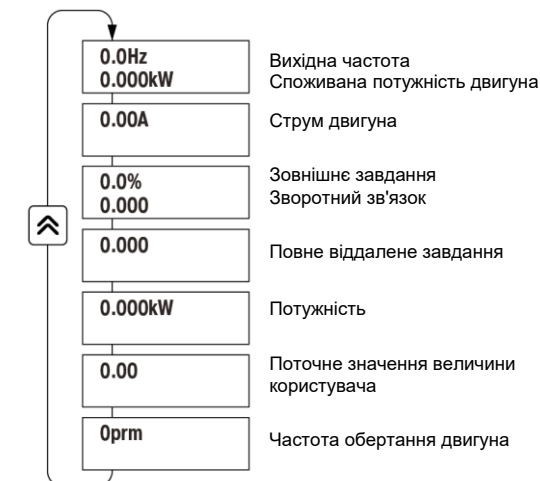 0.0Hz
Вихідна частота
0.000kW
Споживана потужність двигуна
0.00A
Струм двигуна
0.0%
Зовнішнє завдання
0.000
Зворотний зв'язок
0.000
Повне віддалене завдання
0.000kW
Потужність
0.00
Поточне значення величини
користувача
0prm
Частота обертання двигуна